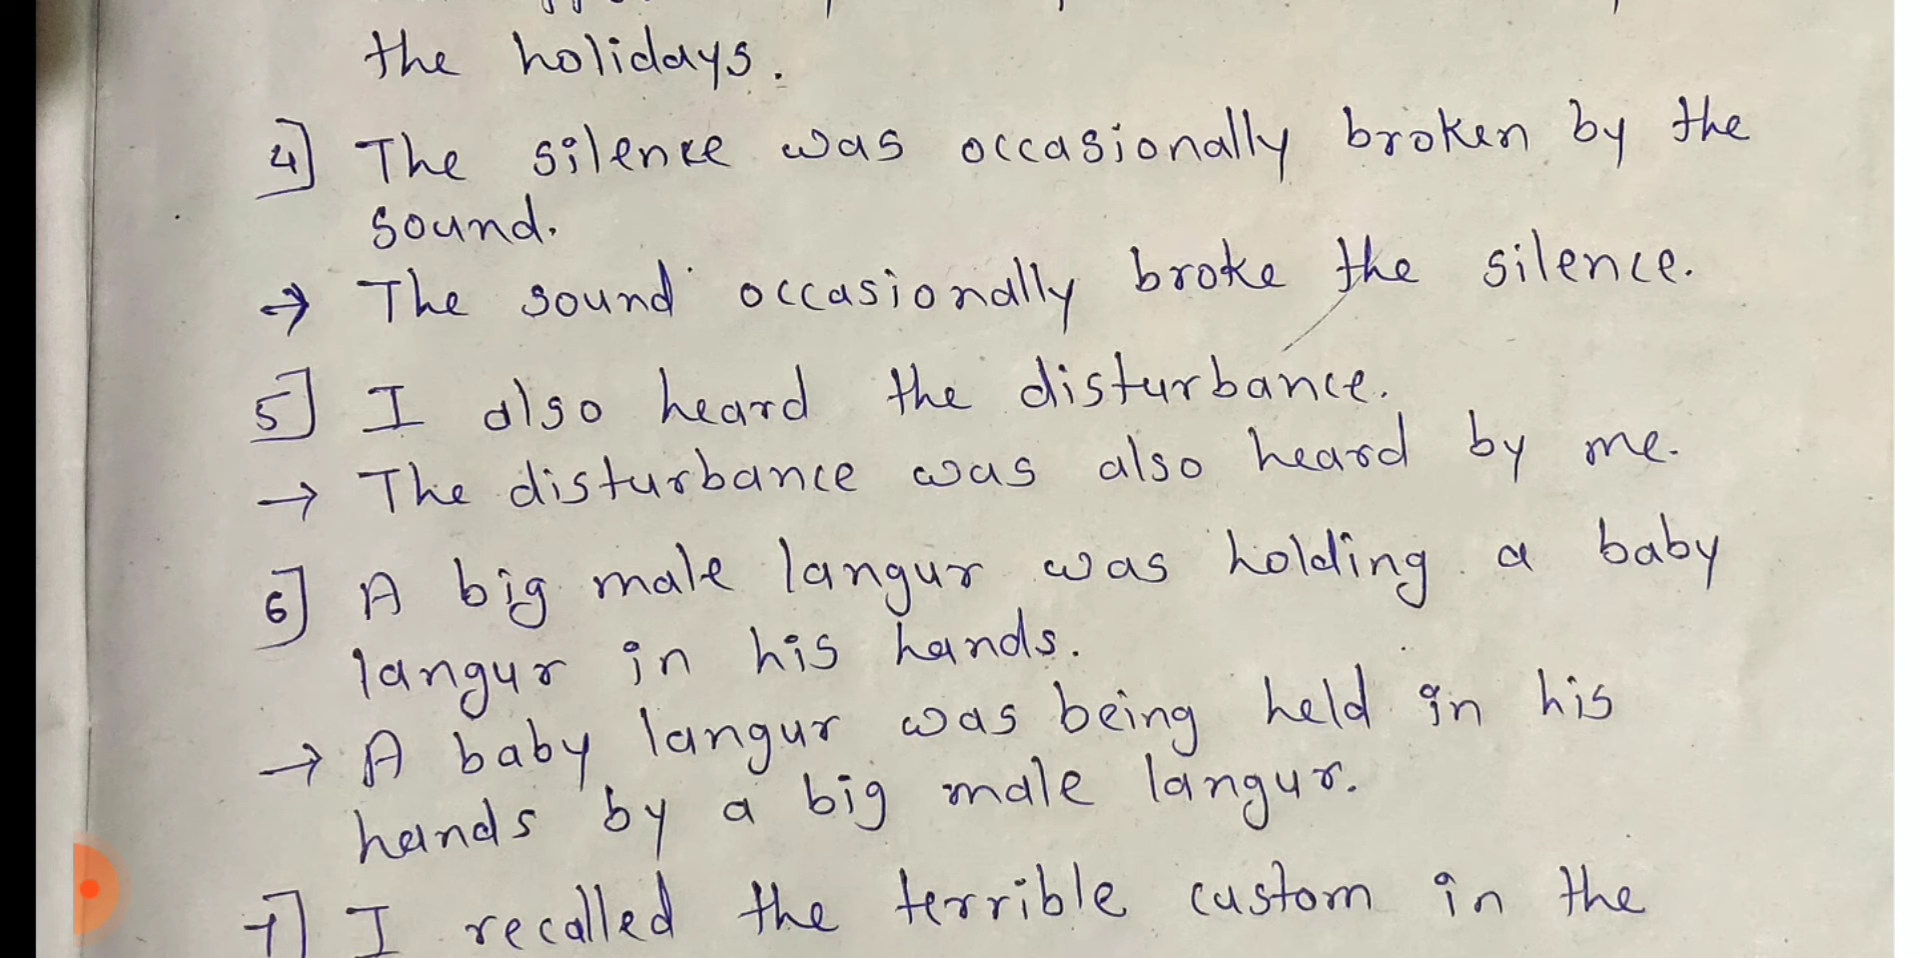 the holidays.
4] The silence was occasionally broken by the
sound.
→ The sound occasionally broke the silence.
5] I also heard the disturbance.
→ The disturbance was also heard by me.
6] A big male langur was holding a baby
langur in his hands.
→ A baby langur was being held in his
hands by a big male langur.
7] I recalled the terrible custom in the